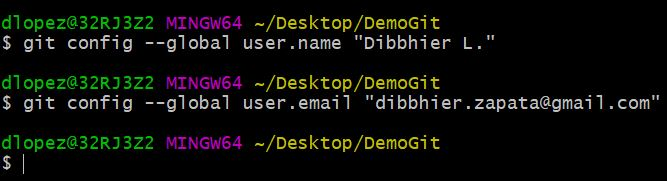 dlopez@32RJ3Z2 MINGW64 ~/Desktop/DemoGit
$ git config --global user.name "Dibbhier L."
dlopez@32RJ3Z2 MINGW64 ~/Desktop/DemoGit
$ git config --global user.email "dibbhier.zapata@gmail.com"
dlopez@32RJ3Z2 MINGW64 ~/Desktop/DemoGit
$